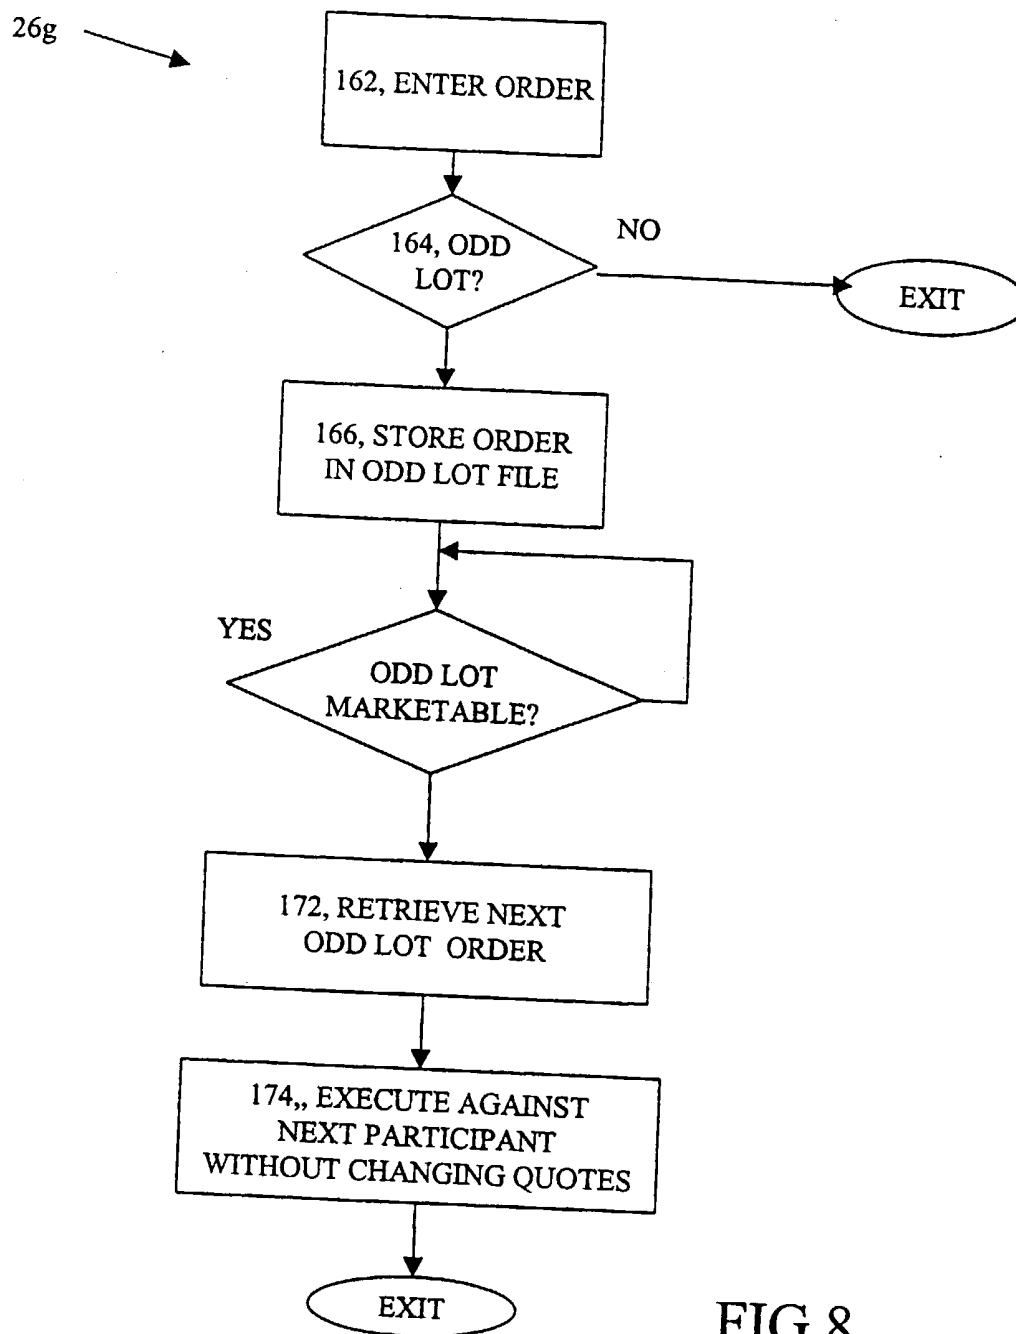 26g
162, ENTER ORDER
164, ODD
LOT?
NO
EXIT
166, STORE ORDER
IN ODD LOT FILE
YES
ODD LOT
MARKETABLE?
172, RETRIEVE NEXT
ODD LOT ORDER
174,, EXECUTE AGAINST
NEXT PARTICIPANT
WITHOUT CHANGING QUOTES
EXIT
FIG.8